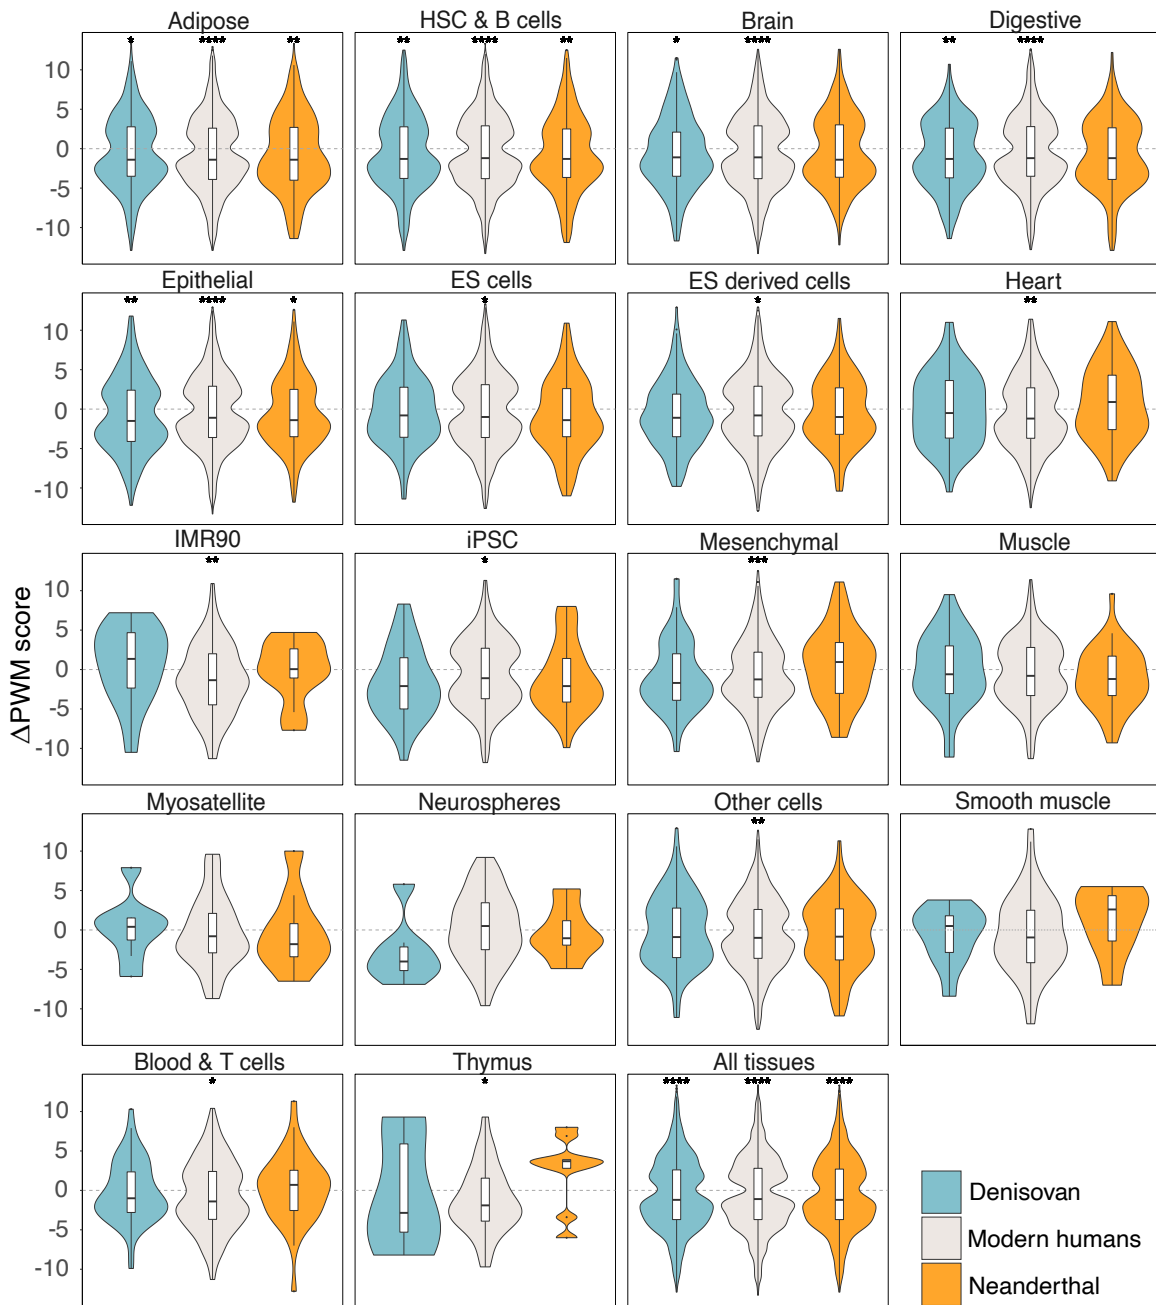 Adipose HSC & B cells Brain Digestive
* **** ** ** **** ** * **** ** ****
10
5
0
-5
-10
Epithelial ES cells ES derived cells Heart
** **** * * * **
10
5
0
-5
-10
IMR90 iPSC Mesenchymal Muscle
** * ***
10
5
0
-5
-10
ΔPWM score
Myosatellite Neurospheres Other cells Smooth muscle
**
10
5
0
-5
-10
Blood & T cells Thymus All tissues
* * **** **** ****
10
5
0
-5
-10
Denisovan
Modern humans
Neanderthal